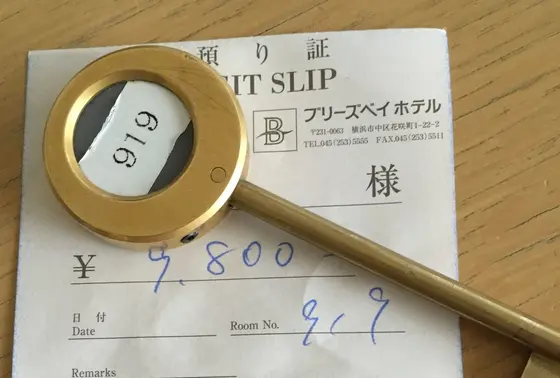 預り証
IT SLIP
B
ブリーズベイホテル
〒231-0063 横浜市中区花咲町1-22-2
TEL.045(253)5555 FAX.045(253)5511
919
様
¥ 9,800-
日付
Date
Room No. 919
Remarks